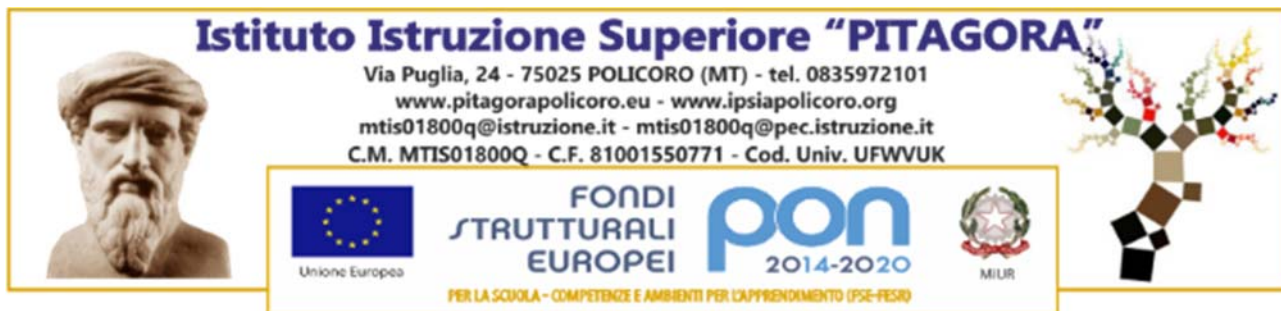 Istituto Istruzione Superiore “PITAGORA”
Via Puglia, 24 - 75025 POLICORO (MT) - tel. 0835972101
www.pitagorapolicoro.eu - www.ipsiapolicoro.org
mtis01800q@istruzione.it - mtis01800q@pec.istruzione.it
C.M. MTIS01800Q - C.F. 81001550771 - Cod. Univ. UFWVUK
Unione Europea
FONDI
STRUTTURALI
EUROPEI
pon
2014-2020
MIUR
PER LA SCUOLA - COMPETENZE E AMBIENTI PER L'APPRENDIMENTO (FSE-FESR)